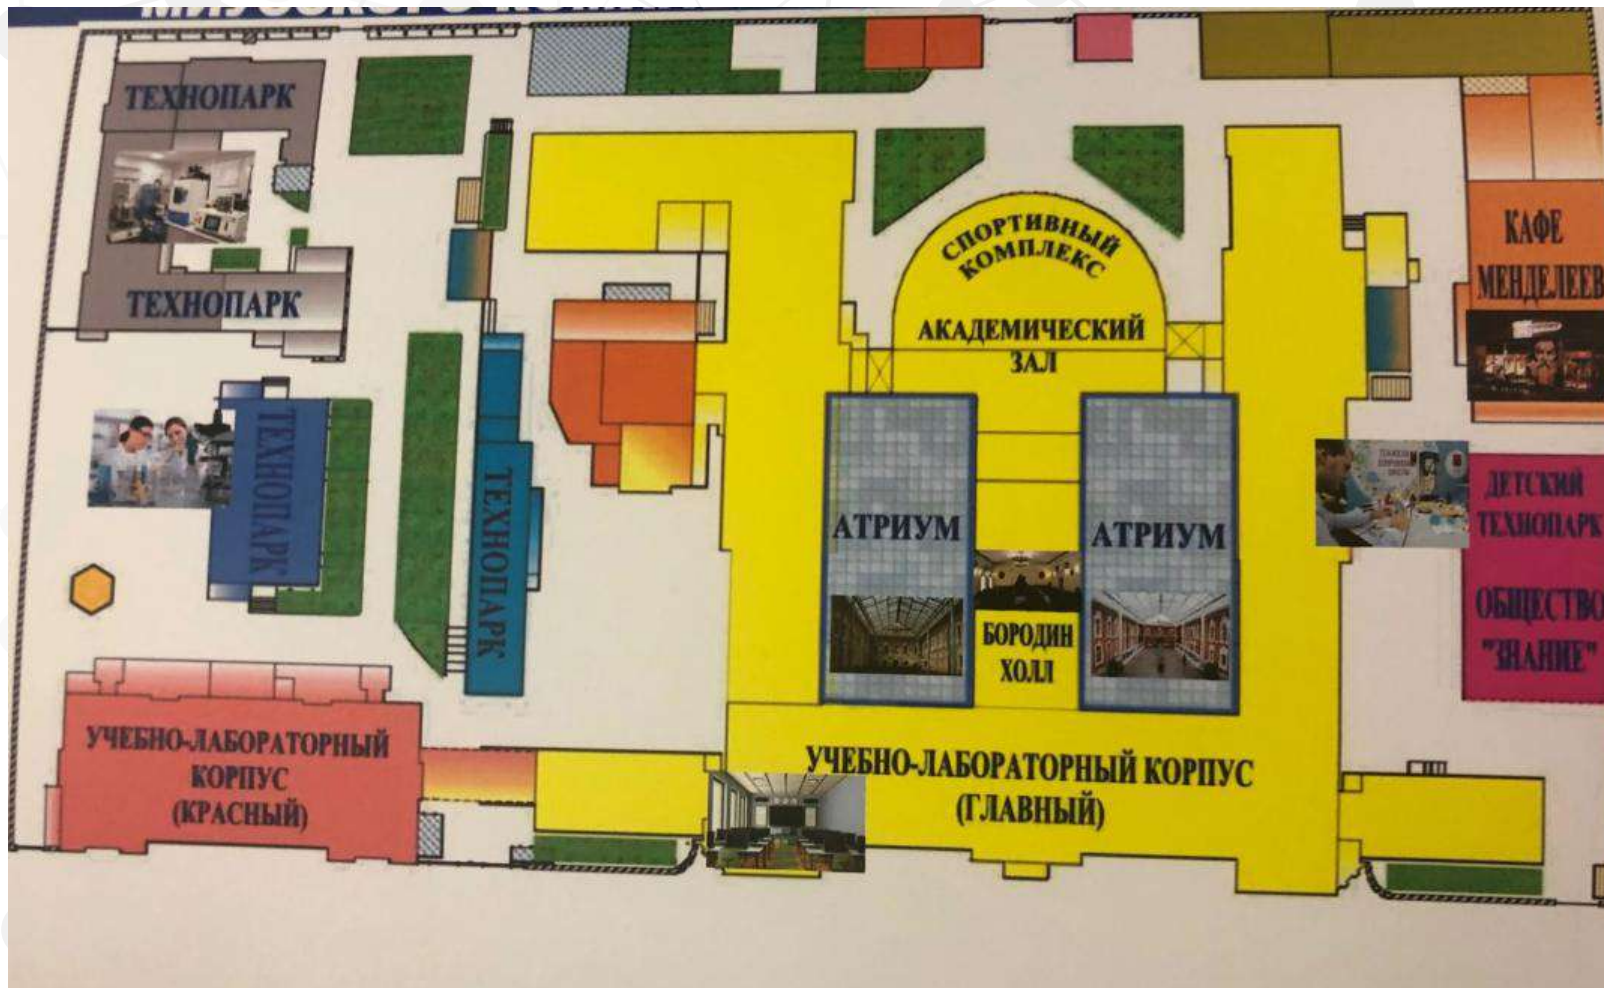 ТЕХНОПАРК
ТЕХНОПАРК
ТЕХНОПАРК
ТЕХНОПАРК
СПОРТИВНЫЙ
КОМПЛЕКС
АКАДЕМИЧЕСКИЙ
ЗАЛ
АТРИУМ
АТРИУМ
БОРОДИН
ХОЛЛ
КАФЕ
МЕНДЕЛЕЕВ
ДЕТСКИЙ
ТЕХНОПАРК
ОБЩЕСТВО
"ЗНАНИЕ"
УЧЕБНО-ЛАБОРАТОРНЫЙ
КОРПУС
(КРАСНЫЙ)
УЧЕБНО-ЛАБОРАТОРНЫЙ КОРПУС
(ГЛАВНЫЙ)